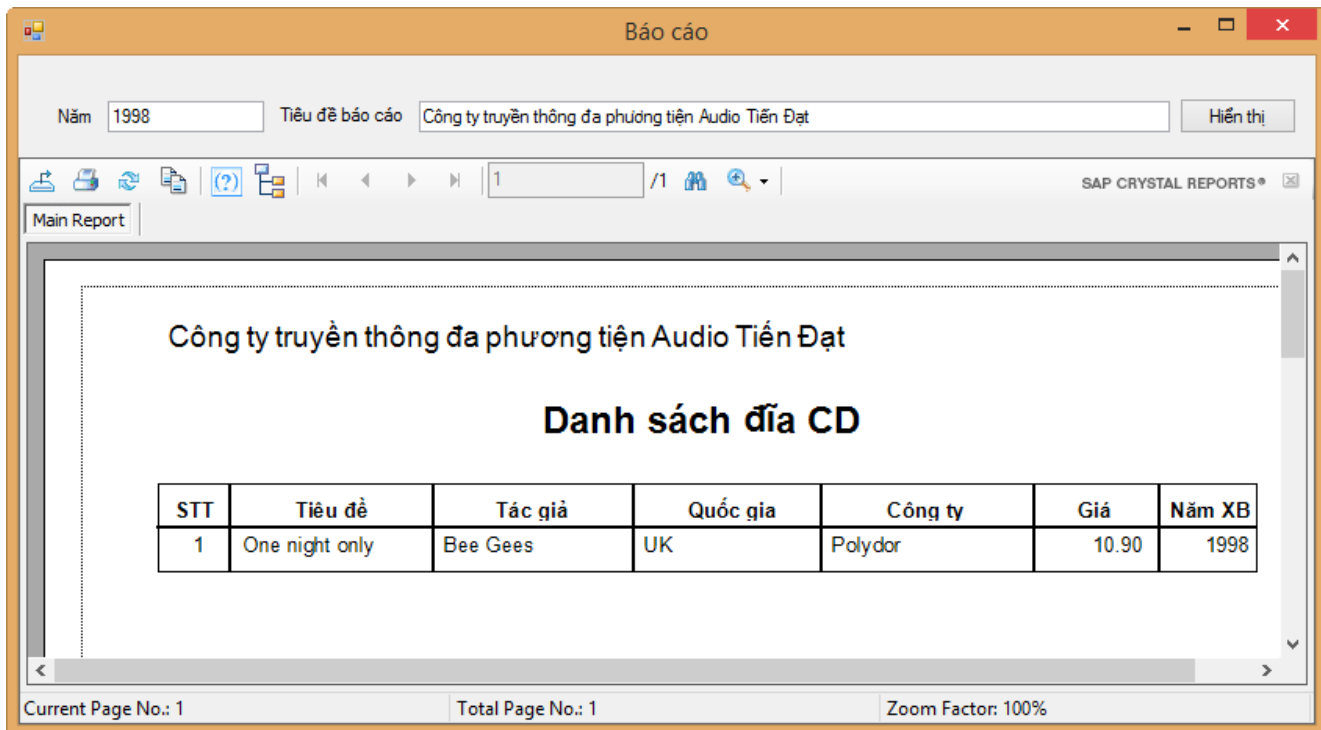 Báo cáo
Năm 1998 Tiêu đề báo cáo Công ty truyền thông đa phương tiện Audio Tiến Đạt Hiển thị
1 /1 SAP CRYSTAL REPORTS®
Main Report
Công ty truyền thông đa phương tiện Audio Tiến Đạt
Danh sách đĩa CD
STT Tiêu đề Tác giả Quốc gia Công ty Giá Năm XB
1 One night only Bee Gees UK Polydor 10.90 1998
Current Page No.: 1 Total Page No.: 1 Zoom Factor: 100%